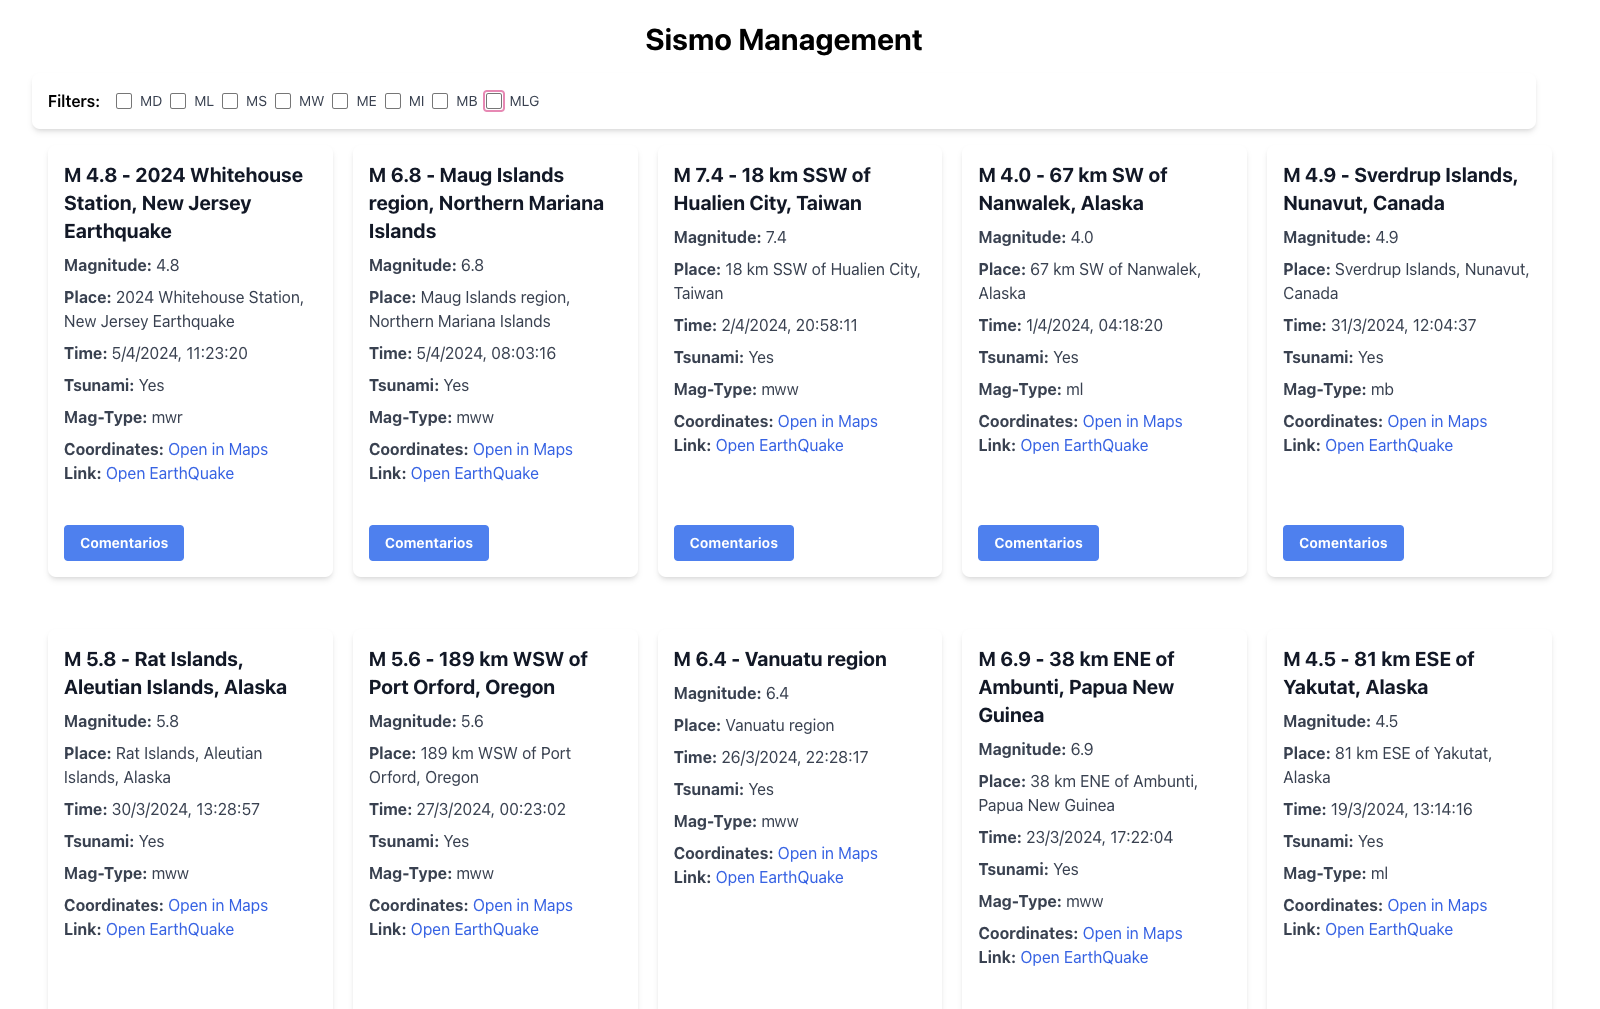 Sismo Management
Filters: MD ML MS MW ME MI MB MLG
M 4.8 - 2024 Whitehouse
Station, New Jersey
Earthquake
Magnitude: 4.8
Place: 2024 Whitehouse Station,
New Jersey Earthquake
Time: 5/4/2024, 11:23:20
Tsunami: Yes
Mag-Type: mwr
Coordinates: Open in Maps
Link: Open EarthQuake
Comentarios
M 6.8 - Maug Islands
region, Northern Mariana
Islands
Magnitude: 6.8
Place: Maug Islands region,
Northern Mariana Islands
Time: 5/4/2024, 08:03:16
Tsunami: Yes
Mag-Type: mww
Coordinates: Open in Maps
Link: Open EarthQuake
Comentarios
M 7.4 - 18 km SSW of
Hualien City, Taiwan
Magnitude: 7.4
Place: 18 km SSW of Hualien City,
Taiwan
Time: 2/4/2024, 20:58:11
Tsunami: Yes
Mag-Type: mww
Coordinates: Open in Maps
Link: Open EarthQuake
Comentarios
M 4.0 - 67 km SW of
Nanwalek, Alaska
Magnitude: 4.0
Place: 67 km SW of Nanwalek,
Alaska
Time: 1/4/2024, 04:18:20
Tsunami: Yes
Mag-Type: ml
Coordinates: Open in Maps
Link: Open EarthQuake
Comentarios
M 4.9 - Sverdrup Islands,
Nunavut, Canada
Magnitude: 4.9
Place: Sverdrup Islands, Nunavut,
Canada
Time: 31/3/2024, 12:04:37
Tsunami: Yes
Mag-Type: mb
Coordinates: Open in Maps
Link: Open EarthQuake
Comentarios
M 5.8 - Rat Islands,
Aleutian Islands, Alaska
Magnitude: 5.8
Place: Rat Islands, Aleutian
Islands, Alaska
Time: 30/3/2024, 13:28:57
Tsunami: Yes
Mag-Type: mww
Coordinates: Open in Maps
Link: Open EarthQuake
M 5.6 - 189 km WSW of
Port Orford, Oregon
Magnitude: 5.6
Place: 189 km WSW of Port
Orford, Oregon
Time: 27/3/2024, 00:23:02
Tsunami: Yes
Mag-Type: mww
Coordinates: Open in Maps
Link: Open EarthQuake
M 6.4 - Vanuatu region
Magnitude: 6.4
Place: Vanuatu region
Time: 26/3/2024, 22:28:17
Tsunami: Yes
Mag-Type: mww
Coordinates: Open in Maps
Link: Open EarthQuake
M 6.9 - 38 km ENE of
Ambunti, Papua New
Guinea
Magnitude: 6.9
Place: 38 km ENE of Ambunti,
Papua New Guinea
Time: 23/3/2024, 17:22:04
Tsunami: Yes
Mag-Type: mww
Coordinates: Open in Maps
Link: Open EarthQuake
M 4.5 - 81 km ESE of
Yakutat, Alaska
Magnitude: 4.5
Place: 81 km ESE of Yakutat,
Alaska
Time: 19/3/2024, 13:14:16
Tsunami: Yes
Mag-Type: ml
Coordinates: Open in Maps
Link: Open EarthQuake